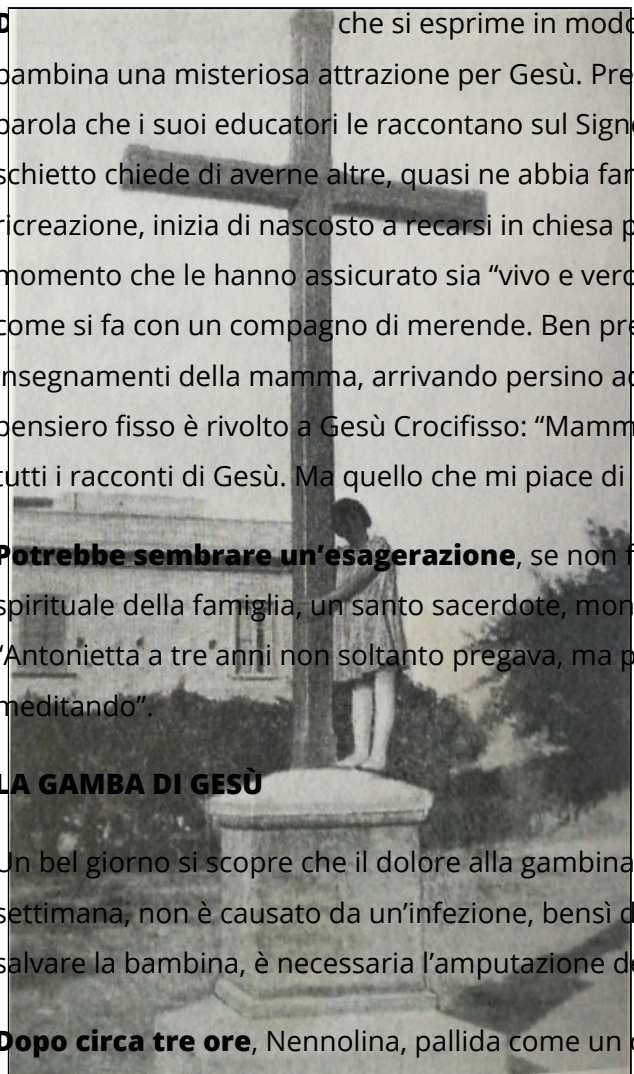 che si esprime in modo
bambina una misteriosa attrazione per Gesù. Pre
parola che i suoi educatori le raccontano sul Signo
schietto chiede di averne altre, quasi ne abbia fam
ricreazione, inizia di nascosto a recarsi in chiesa p
momento che le hanno assicurato sia “vivo e vero
come si fa con un compagno di merende. Ben pre
insegnamenti della mamma, arrivando persino ad
pensiero fisso è rivolto a Gesù Crocifisso: “Mamm
tutti i racconti di Gesù. Ma quello che mi piace di
Potrebbe sembrare un’esagerazione, se non f
spirituale della famiglia, un santo sacerdote, mon
“Antonietta a tre anni non soltanto pregava, ma p
meditando”.
LA GAMBA DI GESÙ
Un bel giorno si scopre che il dolore alla gambina
settimana, non è causato da un’infezione, bensì d
salvare la bambina, è necessaria l’amputazione de
Dopo circa tre ore, Nennolina, pallida come un